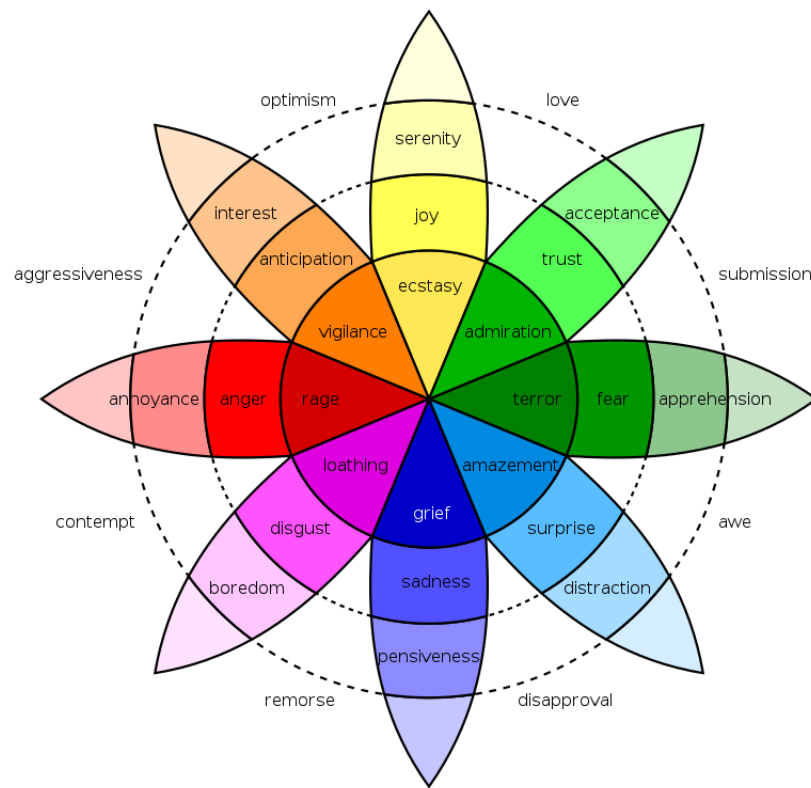 optimism
love
serenity
interest
joy
acceptance
anticipation
trust
aggressiveness
ecstasy
submission
vigilance
admiration
annoyance
anger
rage
terror
fear
apprehension
loathing
amazement
contempt
grief
awe
disgust
surprise
boredom
sadness
distraction
pensiveness
remorse
disapproval